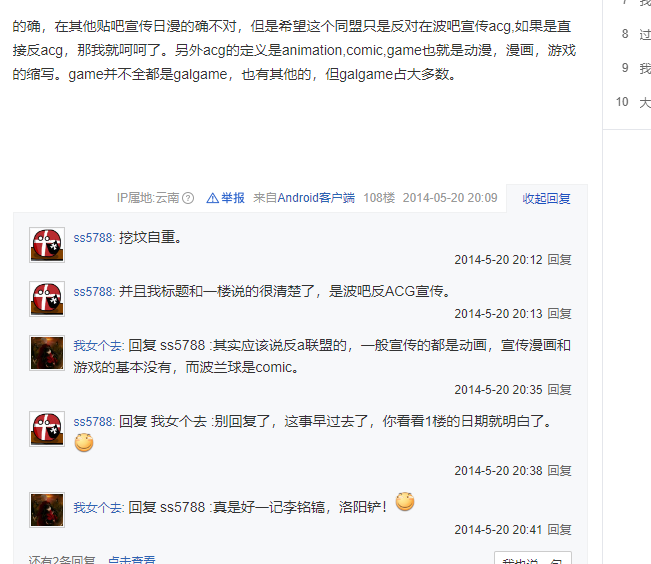 的确，在其他贴吧宣传日漫的确不对，但是希望这个同盟只是反对在波吧宣传acg,如果是直
接反acg，那我就呵呵了。另外acg的定义是animation,comic,game也就是动漫，漫画，游戏
的缩写。game并不全都是galgame，也有其他的，但galgame占大多数。
8 过
9 我
10 大
IP属地:云南 举报 来自Android客户端 108楼 2014-05-20 20:09 收起回复
ss5788: 挖坟自重。
2014-5-20 20:12 回复
ss5788: 并且我标题和一楼说的很清楚了，是波吧反ACG宣传。
2014-5-20 20:13 回复
我女个去: 回复 ss5788 :其实应该说反a联盟的，一般宣传的都是动画，宣传漫画和
游戏的基本没有，而波兰球是comic。
2014-5-20 20:35 回复
ss5788: 回复 我女个去 :别回复了，这事早过去了，你看看1楼的日期就明白了。
2014-5-20 20:38 回复
我女个去: 回复 ss5788 :真是好一记李铭镐，洛阳铲！
2014-5-20 20:41 回复
还有2条回复，点击查看
我也说一句